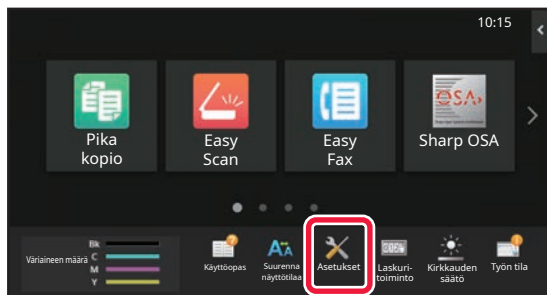 10:15
Pika
kopio
Easy
Scan
Easy
Fax
OSA
Sharp OSA
Väriaineen määrä
Bk
C
M
Y
Käyttöopas
Suurenna
näyttötilaa
Asetukset
Laskuri-
toiminto
Kirkkauden
säätö
Työn tila